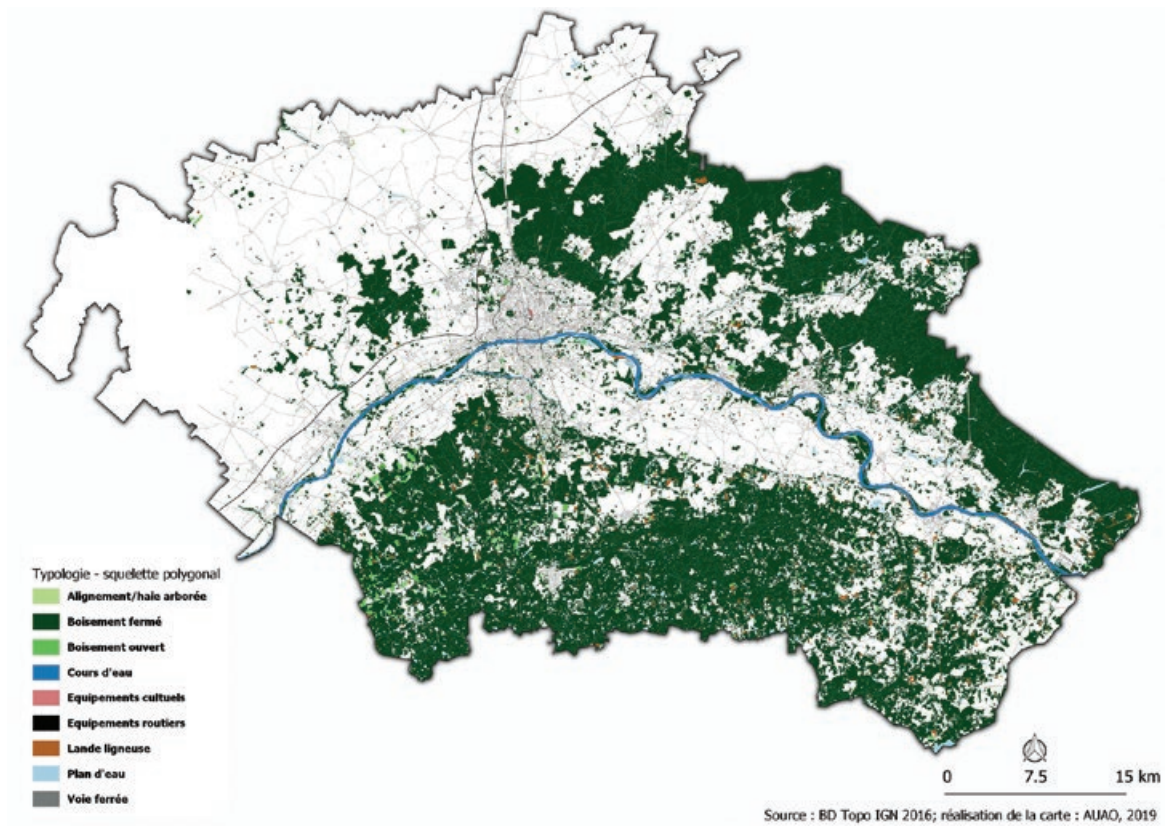 Typologie - squelette polygonal
Alignement/haie arborée
Boisement fermé
Boisement ouvert
Cours d'eau
Equipements cultuels
Equipements routiers
Lande ligneuse
Plan d'eau
Voie ferrée
0 7.5 15 km
Source : BD Topo IGN 2016; réalisation de la carte : AUAO, 2019